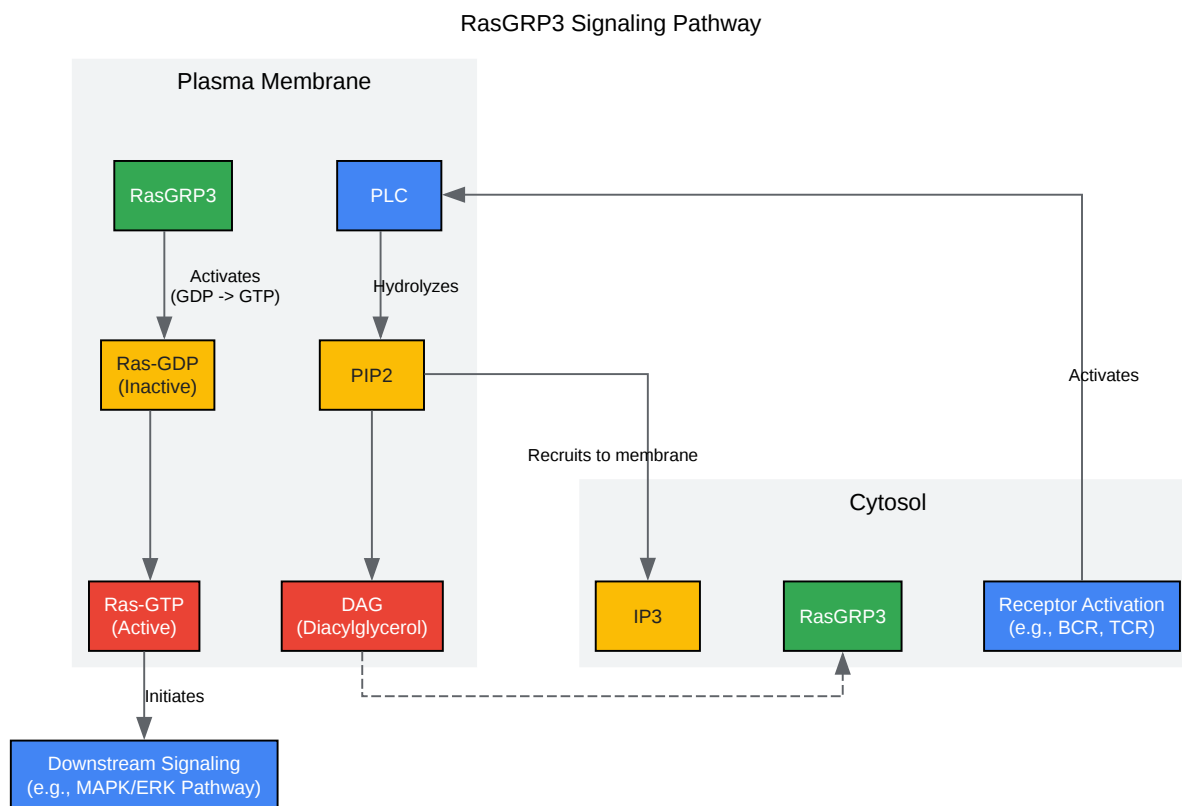 RasGRP3 Signaling Pathway
Plasma Membrane
RasGRP3
PLC
Activates
(GDP -> GTP)
Hydrolyzes
Ras-GDP
(Inactive)
PIP2
Activates
Recruits to membrane
Cytosol
Ras-GTP
(Active)
DAG
(Diacylglycerol)
IP3
RasGRP3
Receptor Activation
(e.g., BCR, TCR)
Initiates
Downstream Signaling
(e.g., MAPK/ERK Pathway)